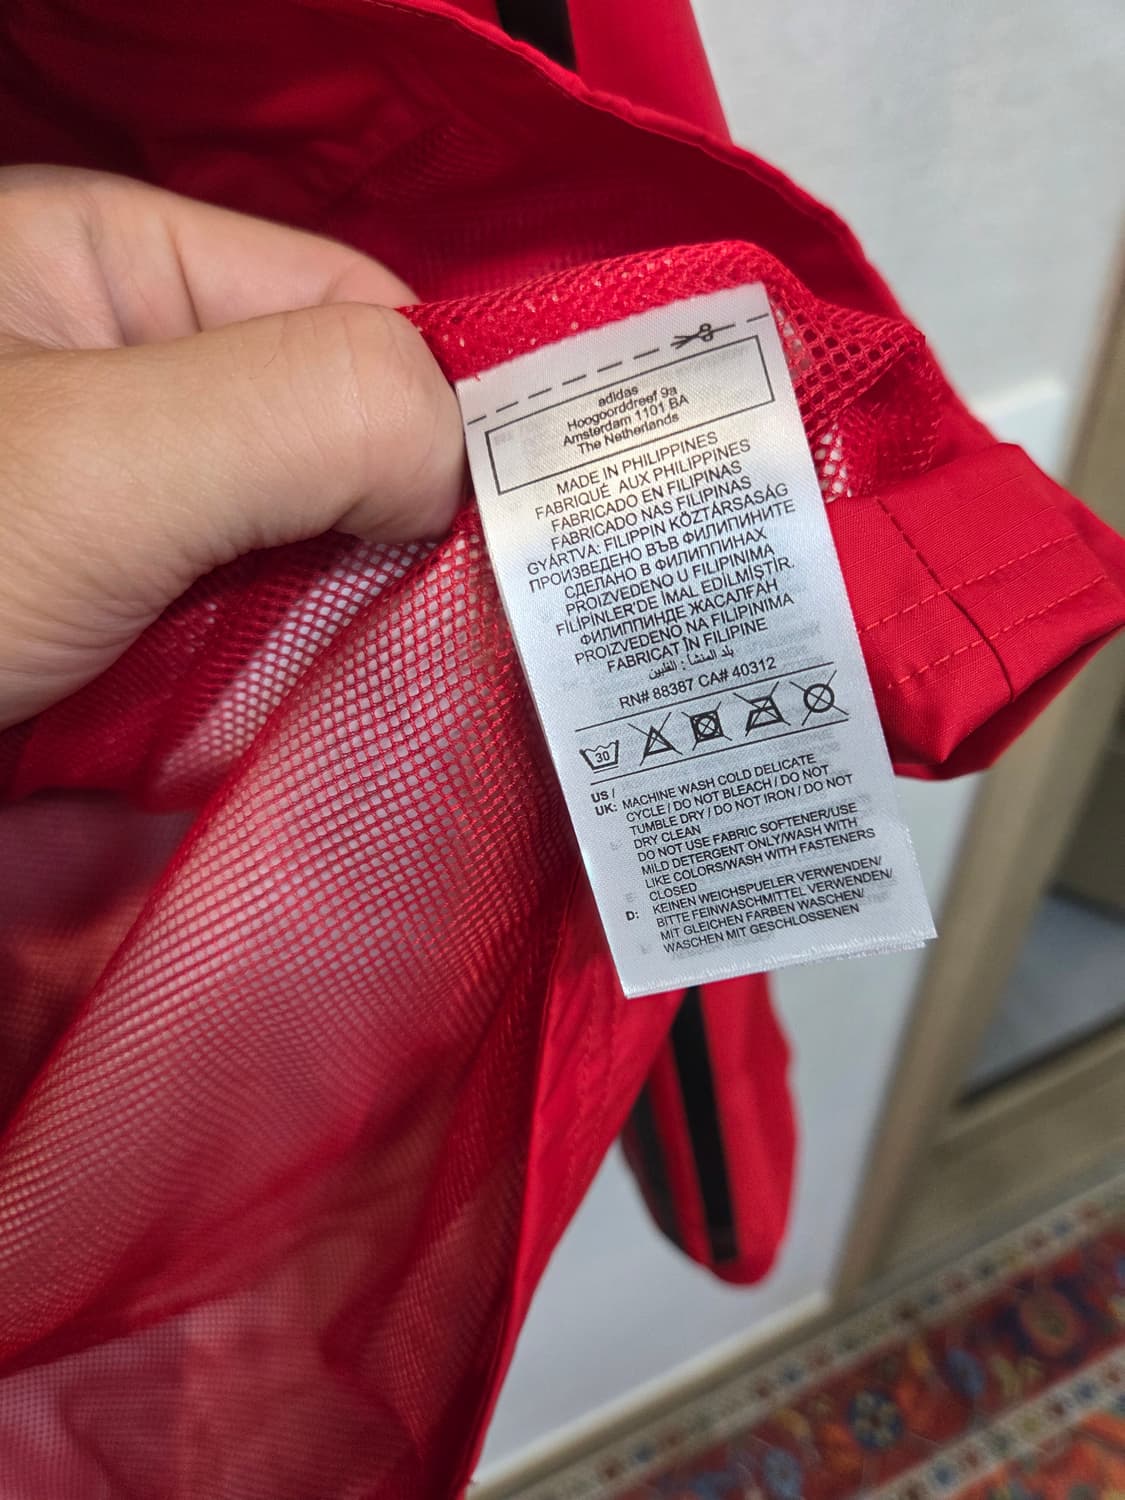 adidas
Hoogoorddreef 9a
Amsterdam 1101 BA
The Netherlands
MADE IN PHILIPPINES
FABRIQUÉ AUX PHILIPPINES
FABRICADO EN FILIPINAS
FABRICADO NAS FILIPINAS
GYÁRTVA: FILIPPIN KÖZTÁRSASÁG
ПРОИЗВЕДЕНО ВЪВ ФИЛИПИНИТЕ
СДЕЛАНО В ФИЛИППИНАХ
PROIZVEDENO U FILIPINIMA
FILIPINLER'DE İMAL EDİLMİŞTİR.
ФИЛИППИНДЕ ЖАСАЛҒАН
PROIZVEDENO NA FILIPINIMA
FABRICAT ÎN FILIPINE
بلد المنشأ : الفلبين
RN# 88387 CA# 40312
30
US / UK: MACHINE WASH COLD DELICATE
CYCLE / DO NOT BLEACH / DO NOT
TUMBLE DRY / DO NOT IRON / DO NOT
DRY CLEAN
DO NOT USE FABRIC SOFTENER/USE
MILD DETERGENT ONLY/WASH WITH
LIKE COLORS/WASH WITH FASTENERS
CLOSED
D: KEINEN WEICHSPUELER VERWENDEN/
BITTE FEINWASCHMITTEL VERWENDEN/
MIT GLEICHEN FARBEN WASCHEN/
WASCHEN MIT GESCHLOSSENEN